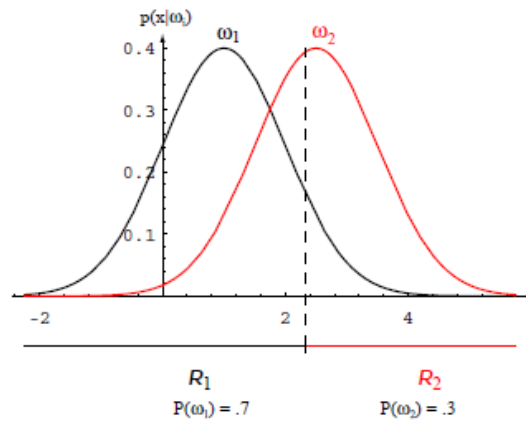 p(x|ωᵢ)
ω₁
ω₂
0.4
0.3
0.2
0.1
-2
2
4
R₁
R₂
P(ω₁) = .7
P(ω₂) = .3